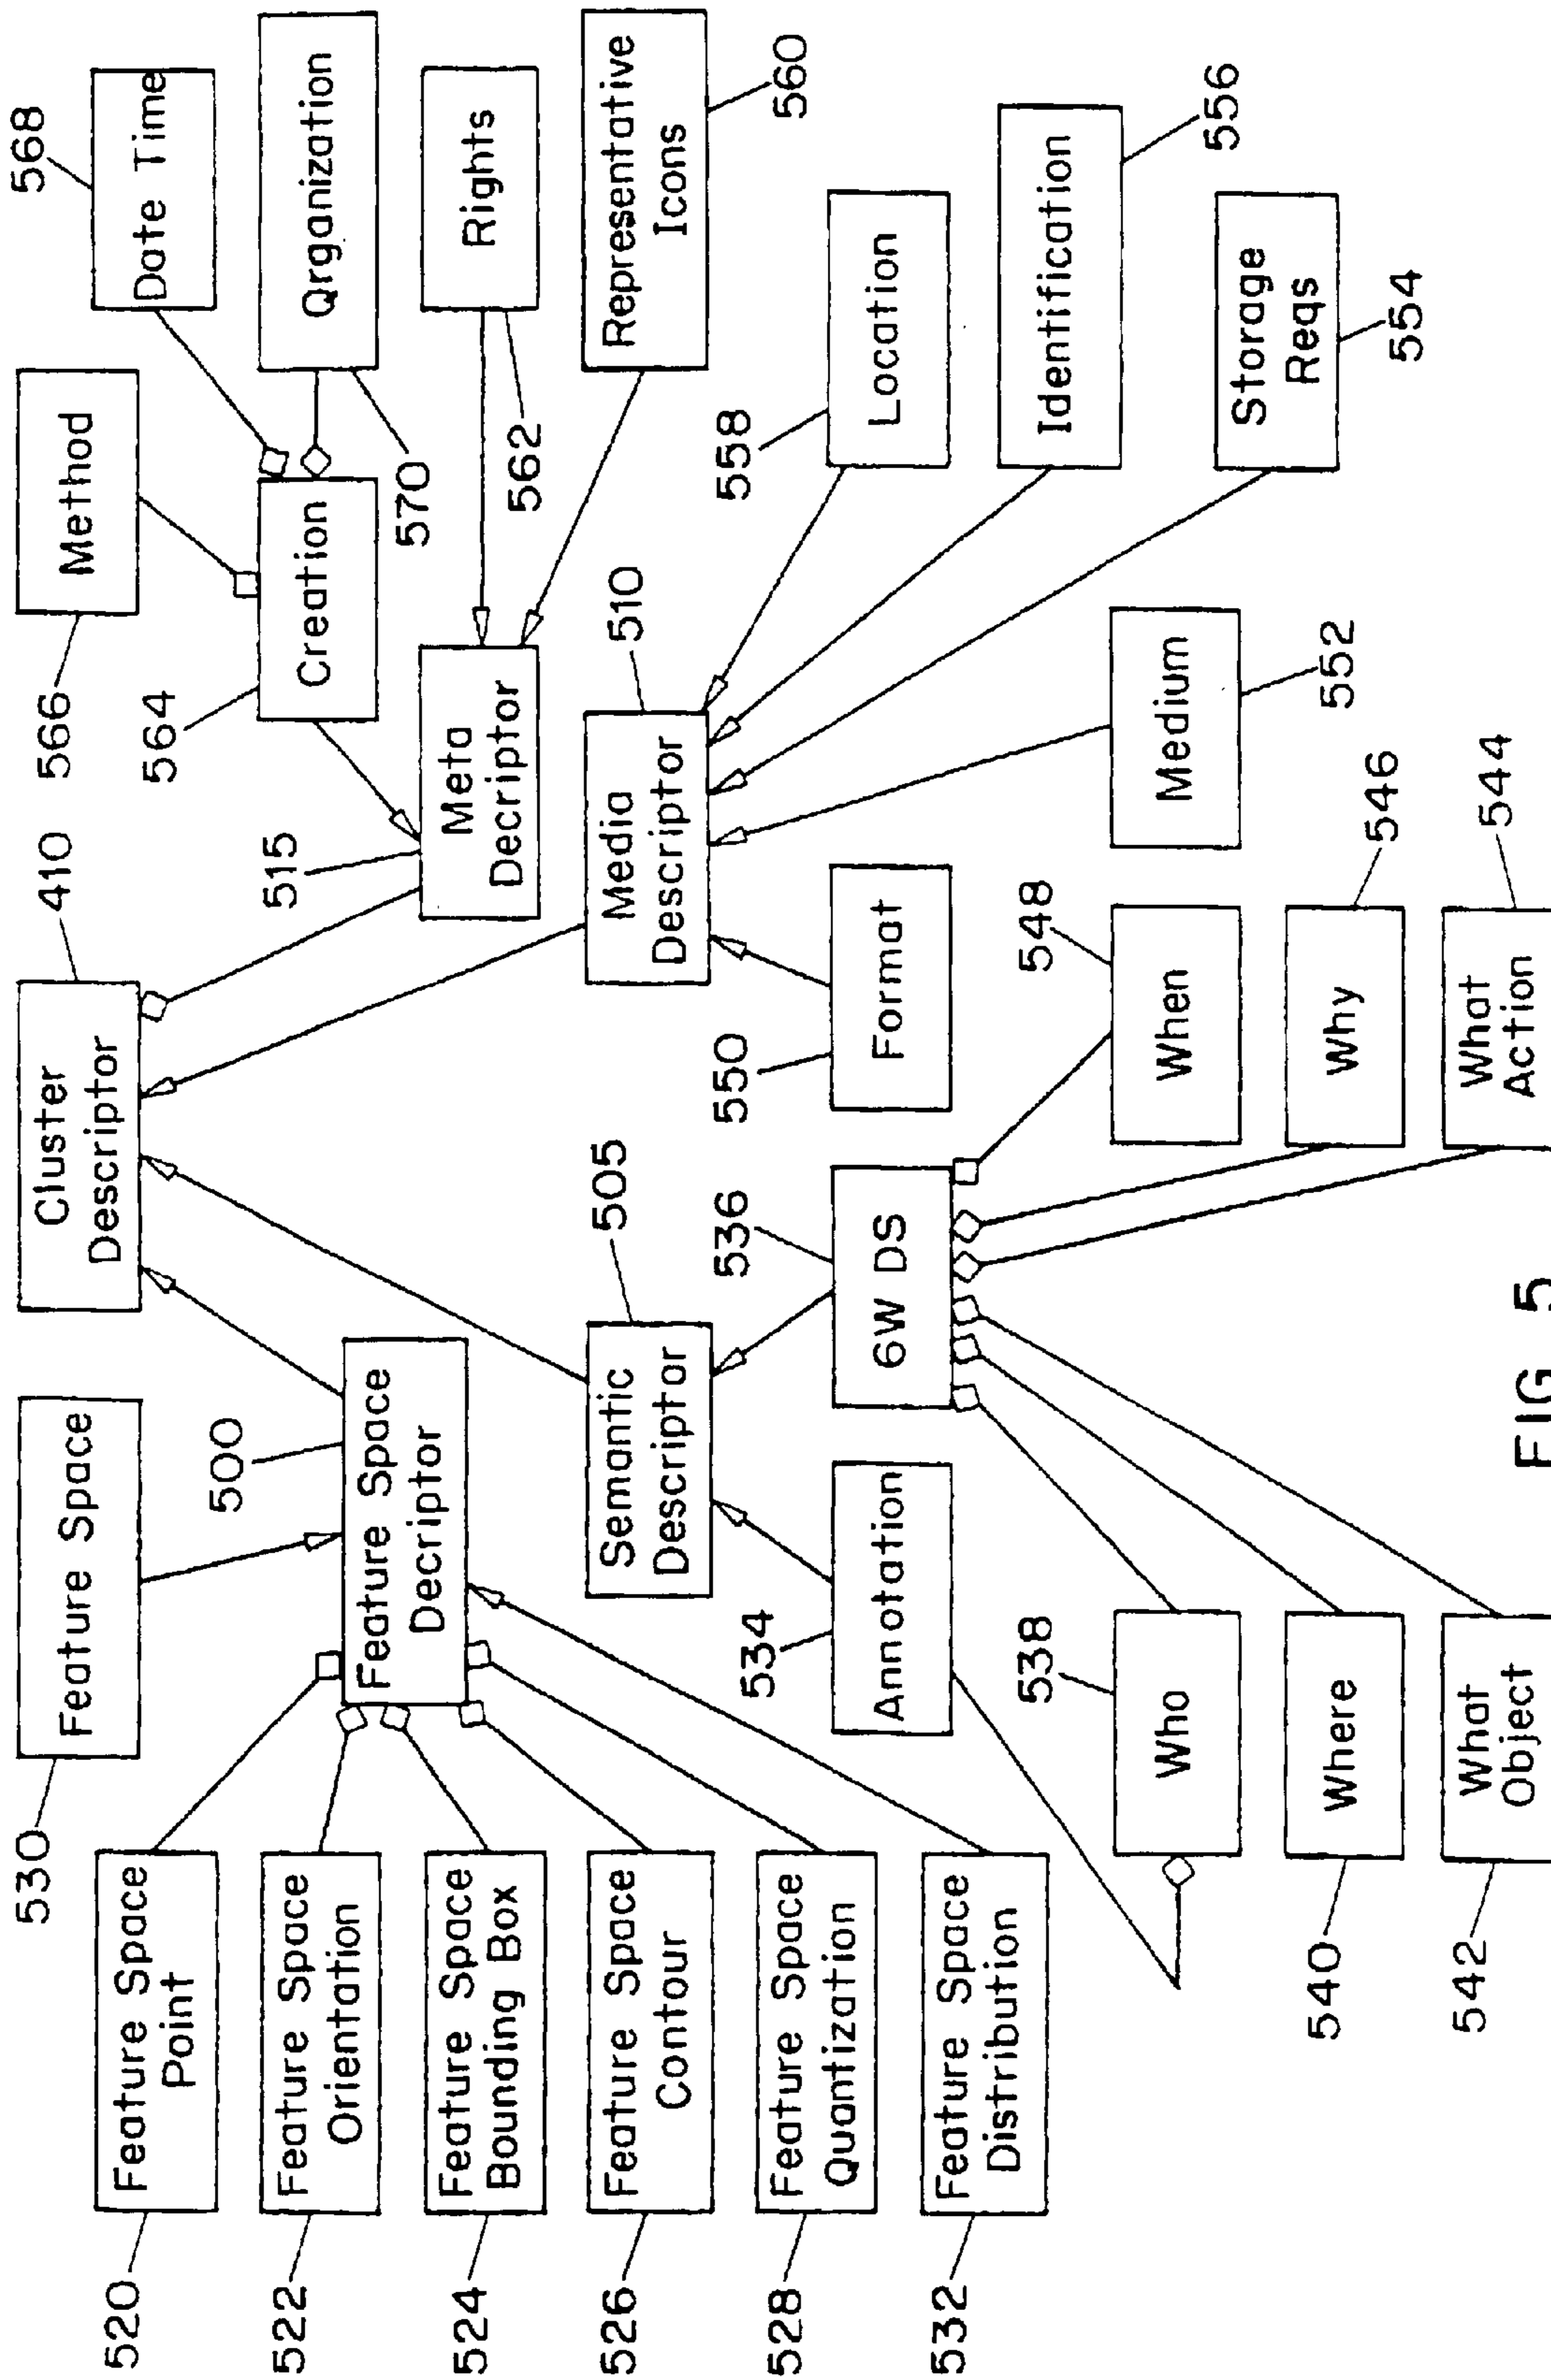 530
Feature Space
Cluster
Descriptor
410
566
Method
568
520
Feature Space
Point
500
564
Date Time
522
Feature Space
Orientation
Feature Space
Decriptor
515
Creation
Qrganization
524
Feature Space
Bounding Box
Meta
Decriptor
570
Rights
562
526
Feature Space
Contour
Semantic
Descriptor
505
Media
Descriptor
510
Representative
Icons
560
528
Feature Space
Quantization
534
Annotation
536
6W DS
550
Format
558
Location
532
Feature Space
Distribution
538
Who
548
When
Medium
552
Identification
556
540
Where
Why
546
Storage
Reqs
554
542
What
Object
What
Action
544
FIG. 5